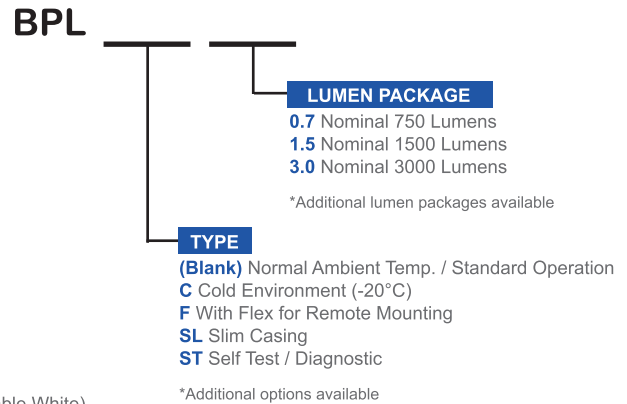 BPL
LUMEN PACKAGE
0.7 Nominal 750 Lumens
1.5 Nominal 1500 Lumens
3.0 Nominal 3000 Lumens
*Additional lumen packages available
TYPE
(Blank) Normal Ambient Temp. / Standard Operation
C Cold Environment (-20°C)
F With Flex for Remote Mounting
SL Slim Casing
ST Self Test / Diagnostic
*Additional options available
White)